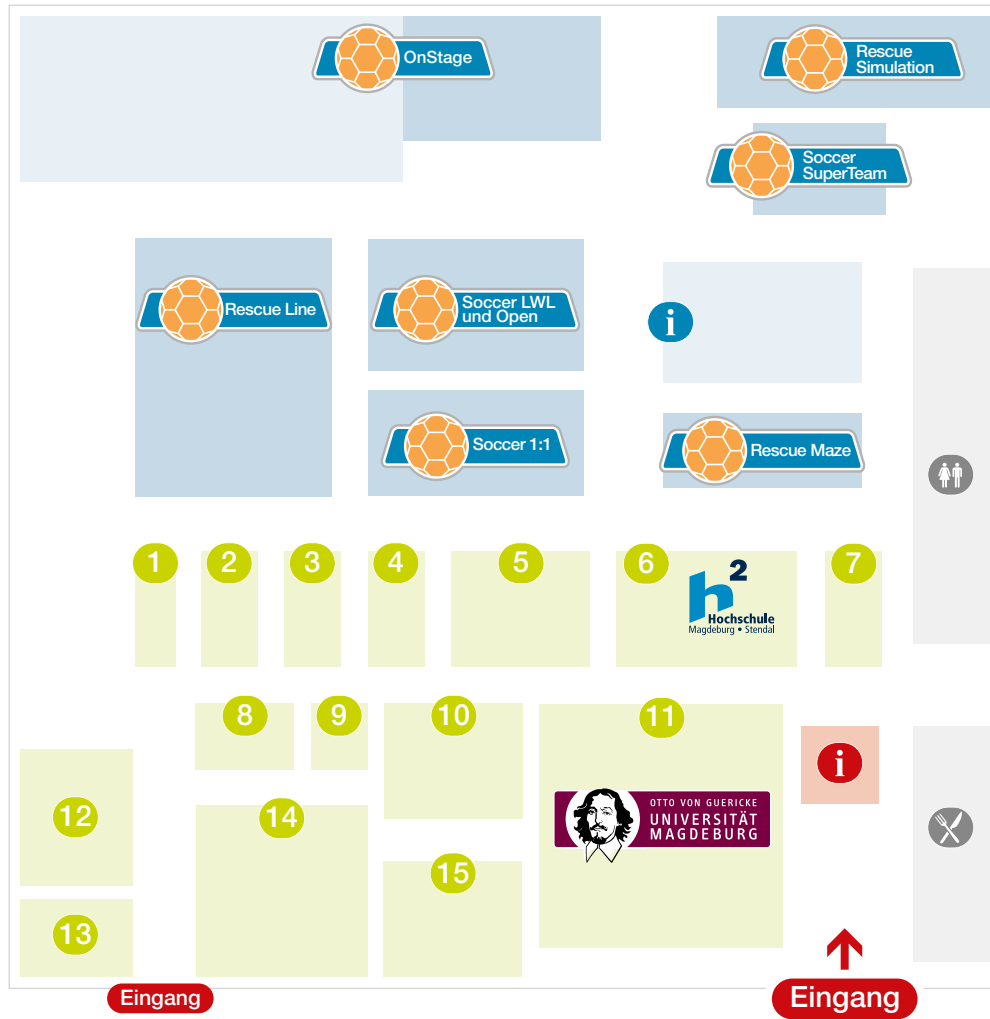 OnStage
Rescue
Simulation
Soccer
SuperTeam
Rescue Line
Soccer LWL
und Open
i
Soccer 1:1
Rescue Maze
1
2
3
4
5
6
7
h2
Hochschule
Magdeburg • Stendal
8
9
10
11
i
12
14
OTTO VON GUERICKE
UNIVERSITÄT
MAGDEBURG
15
13
Eingang
Eingang